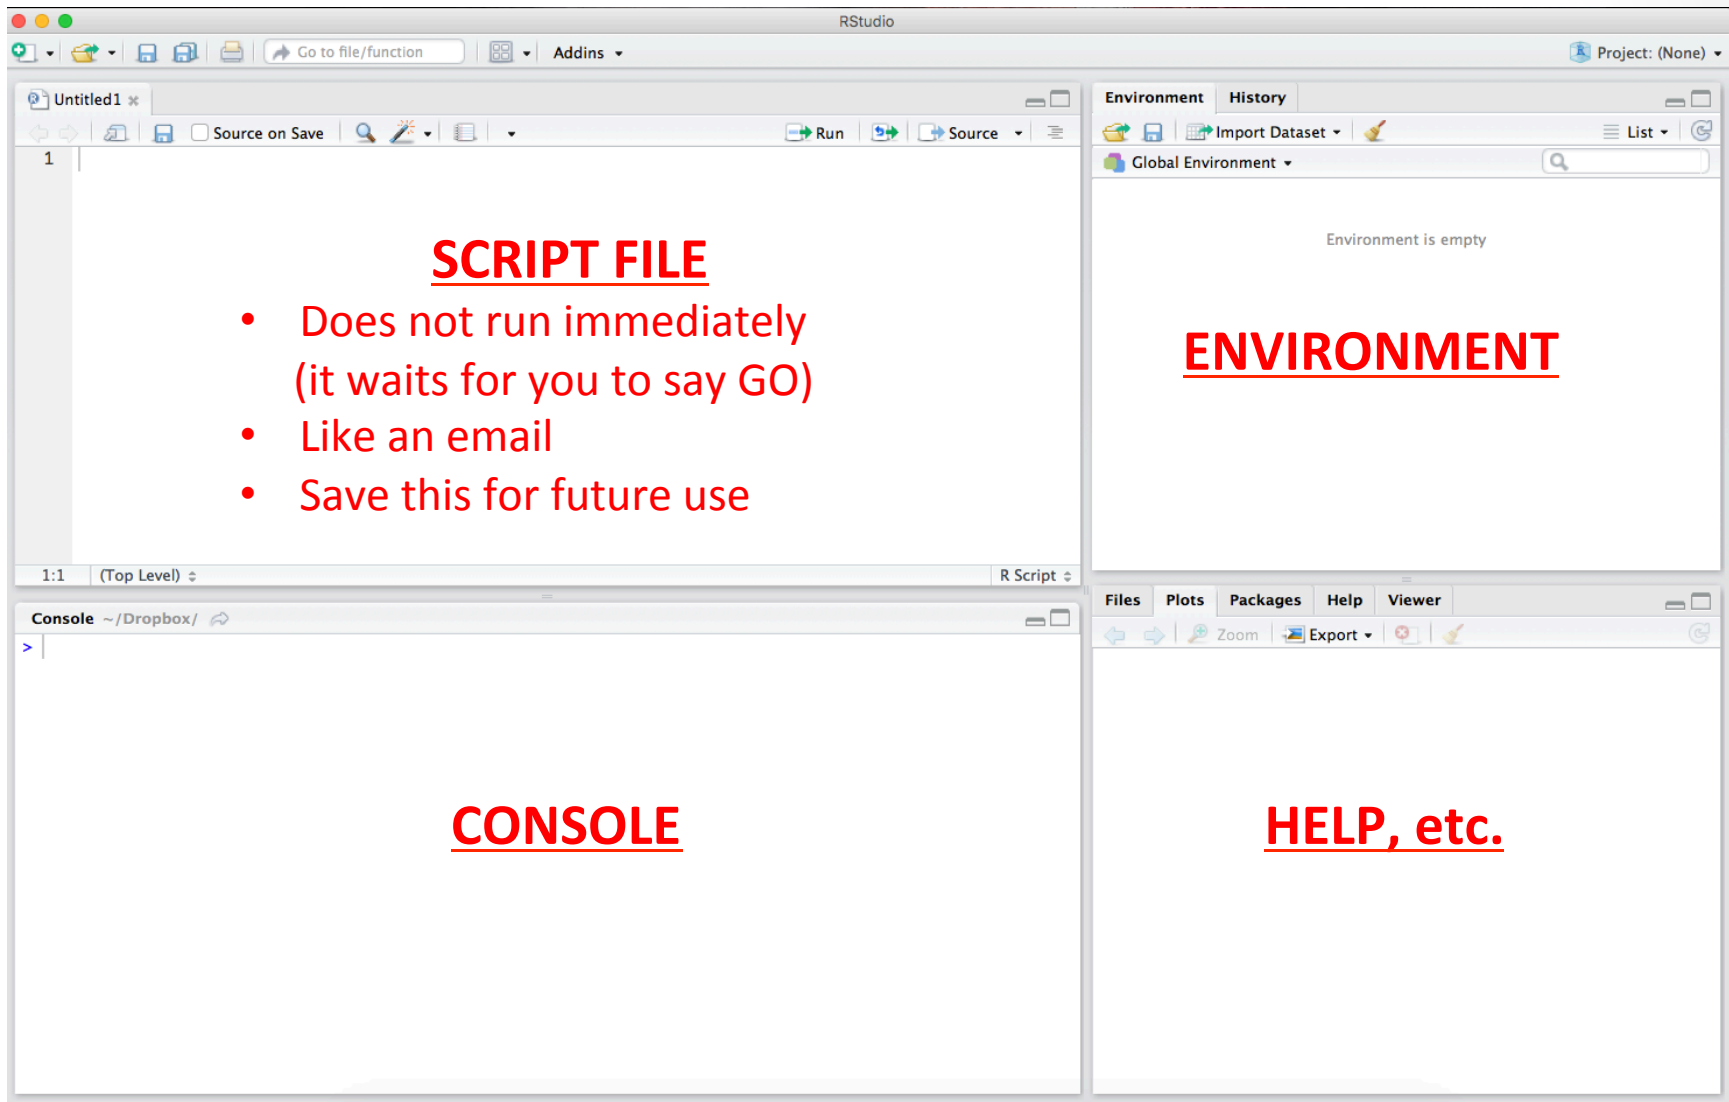 RStudio
Go to file/function
Addins
Project: (None)
Untitled1
Source on Save
Run
Source
1
SCRIPT FILE
• Does not run immediately
(it waits for you to say GO)
• Like an email
• Save this for future use
1:1 (Top Level)
R Script
Environment History
Import Dataset
List
Global Environment
Environment is empty
ENVIRONMENT
Console ~/Dropbox/
>
CONSOLE
Files Plots Packages Help Viewer
Zoom Export
HELP, etc.